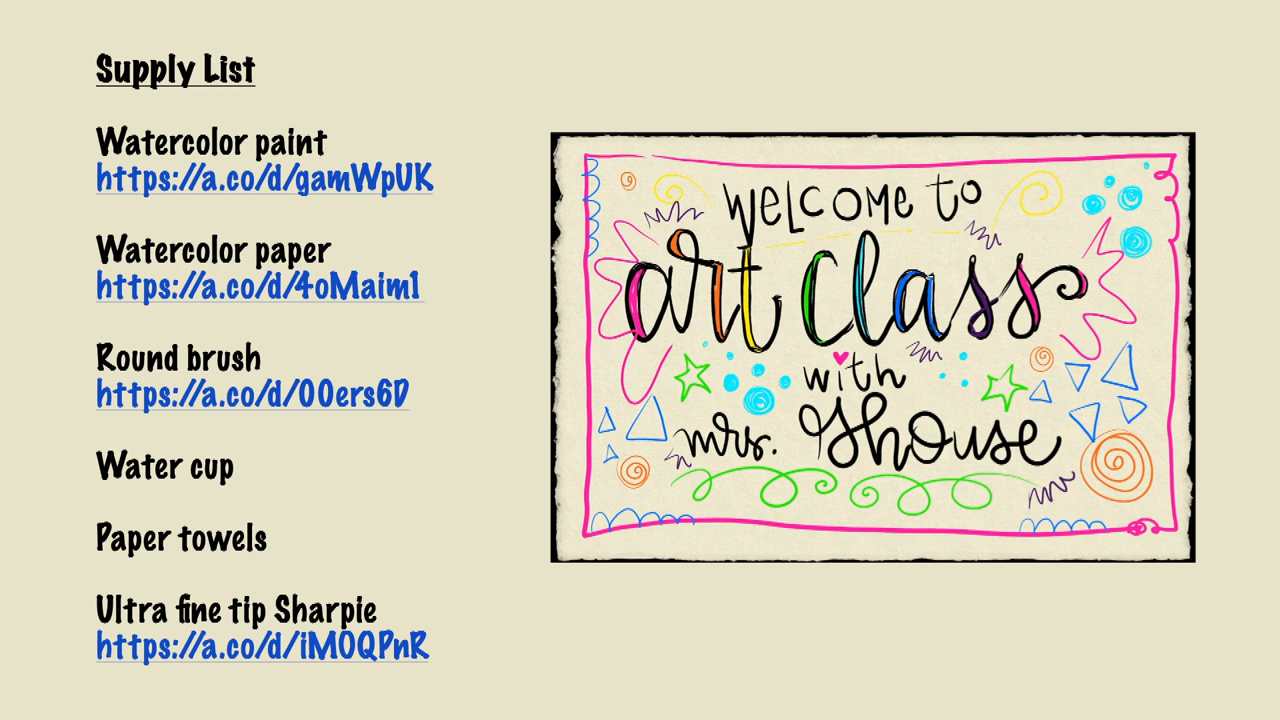 Supply List
Watercolor paint
https://a.co/d/gamWpUK
Watercolor paper
https://a.co/d/4oMaim1
Round brush
https://a.co/d/00ers6D
Water cup
Paper towels
Ultra fine tip Sharpie
https://a.co/d/iM0QPnR
WELCOME to
art Class
with
mrs. Shouse